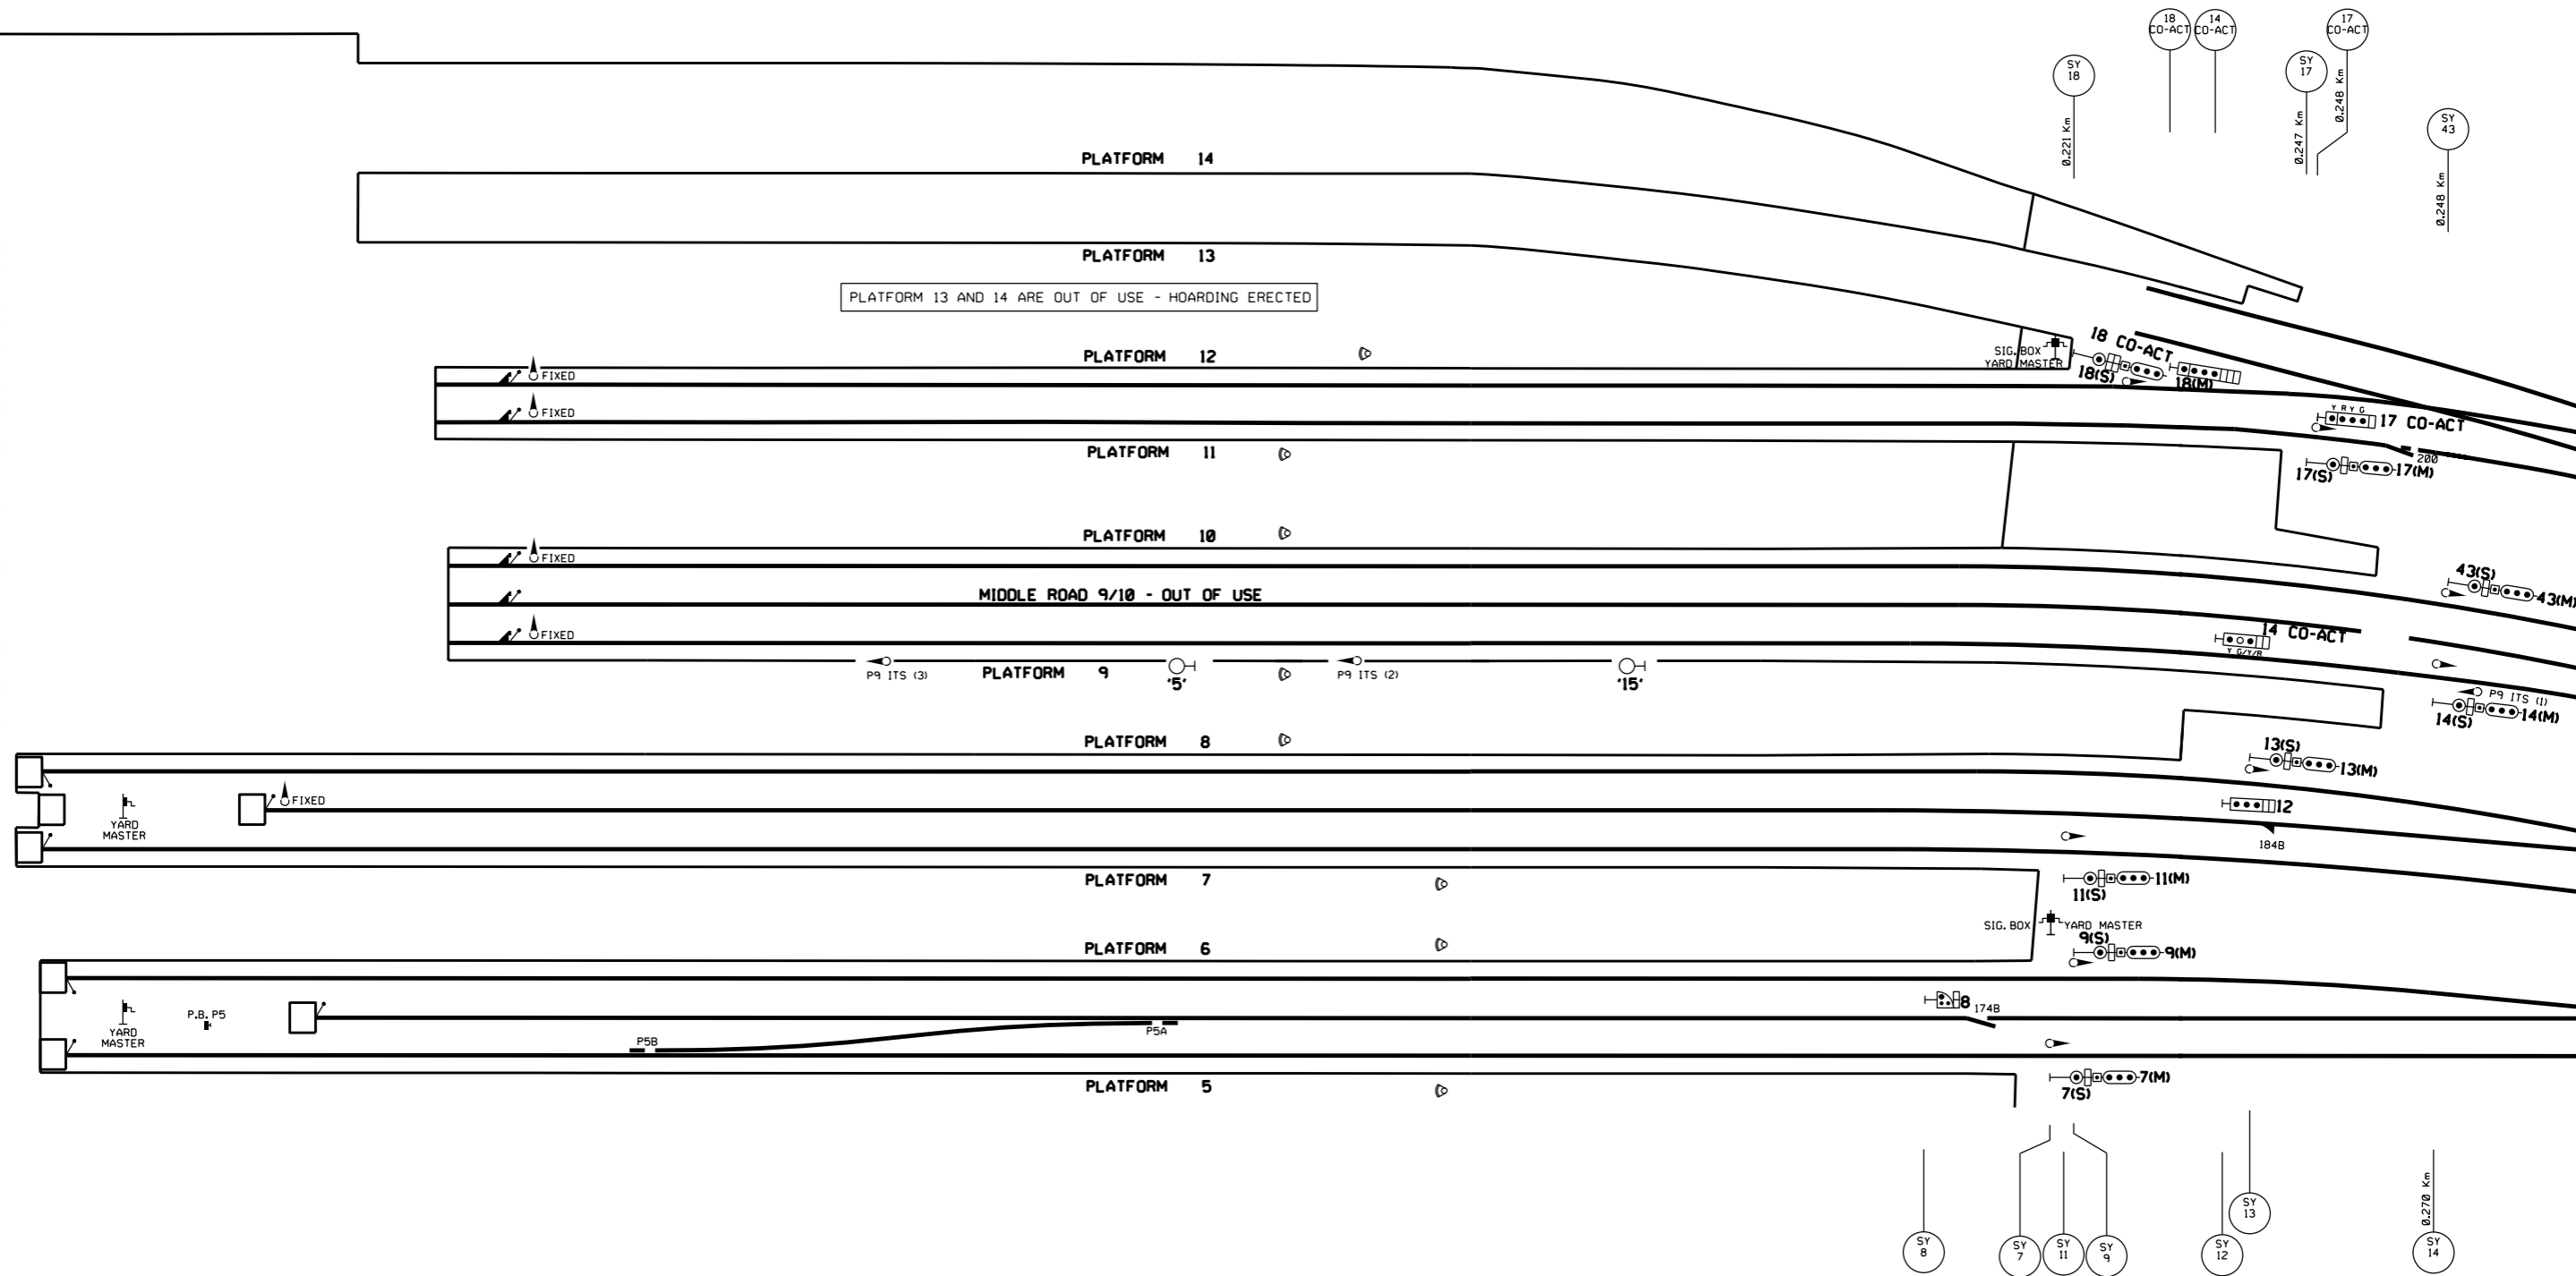 18
CO-ACT
14
CO-ACT
17
CO-ACT
SY
18
SY
17
SY
43
0.221 Km
0.247 Km
0.248 Km
0.248 Km
PLATFORM 14
PLATFORM 13
PLATFORM 13 AND 14 ARE OUT OF USE - HOARDING ERECTED
PLATFORM 12
SIG.BOX
YARD MASTER
18 CO-ACT
18(S)
18(M)
FIXED
FIXED
Y R Y G
17 CO-ACT
PLATFORM 11
200
17(S)
17(M)
PLATFORM 10
FIXED
43(S)
43(M)
MIDDLE ROAD 9/10 - OUT OF USE
FIXED
14 CO-ACT
Y G/Y/R
P9 ITS (3)
PLATFORM 9
'5'
P9 ITS (2)
'15'
P9 ITS (1)
14(S)
14(M)
PLATFORM 8
13(S)
13(M)
FIXED
12
YARD
MASTER
184B
PLATFORM 7
11(M)
11(S)
SIG.BOX
YARD MASTER
PLATFORM 6
9(S)
9(M)
8
174B
P.B. P5
YARD
MASTER
P5B
P5A
PLATFORM 5
7(M)
7(S)
0.270 Km
SY
13
SY
8
SY
7
SY
11
SY
9
SY
12
SY
14